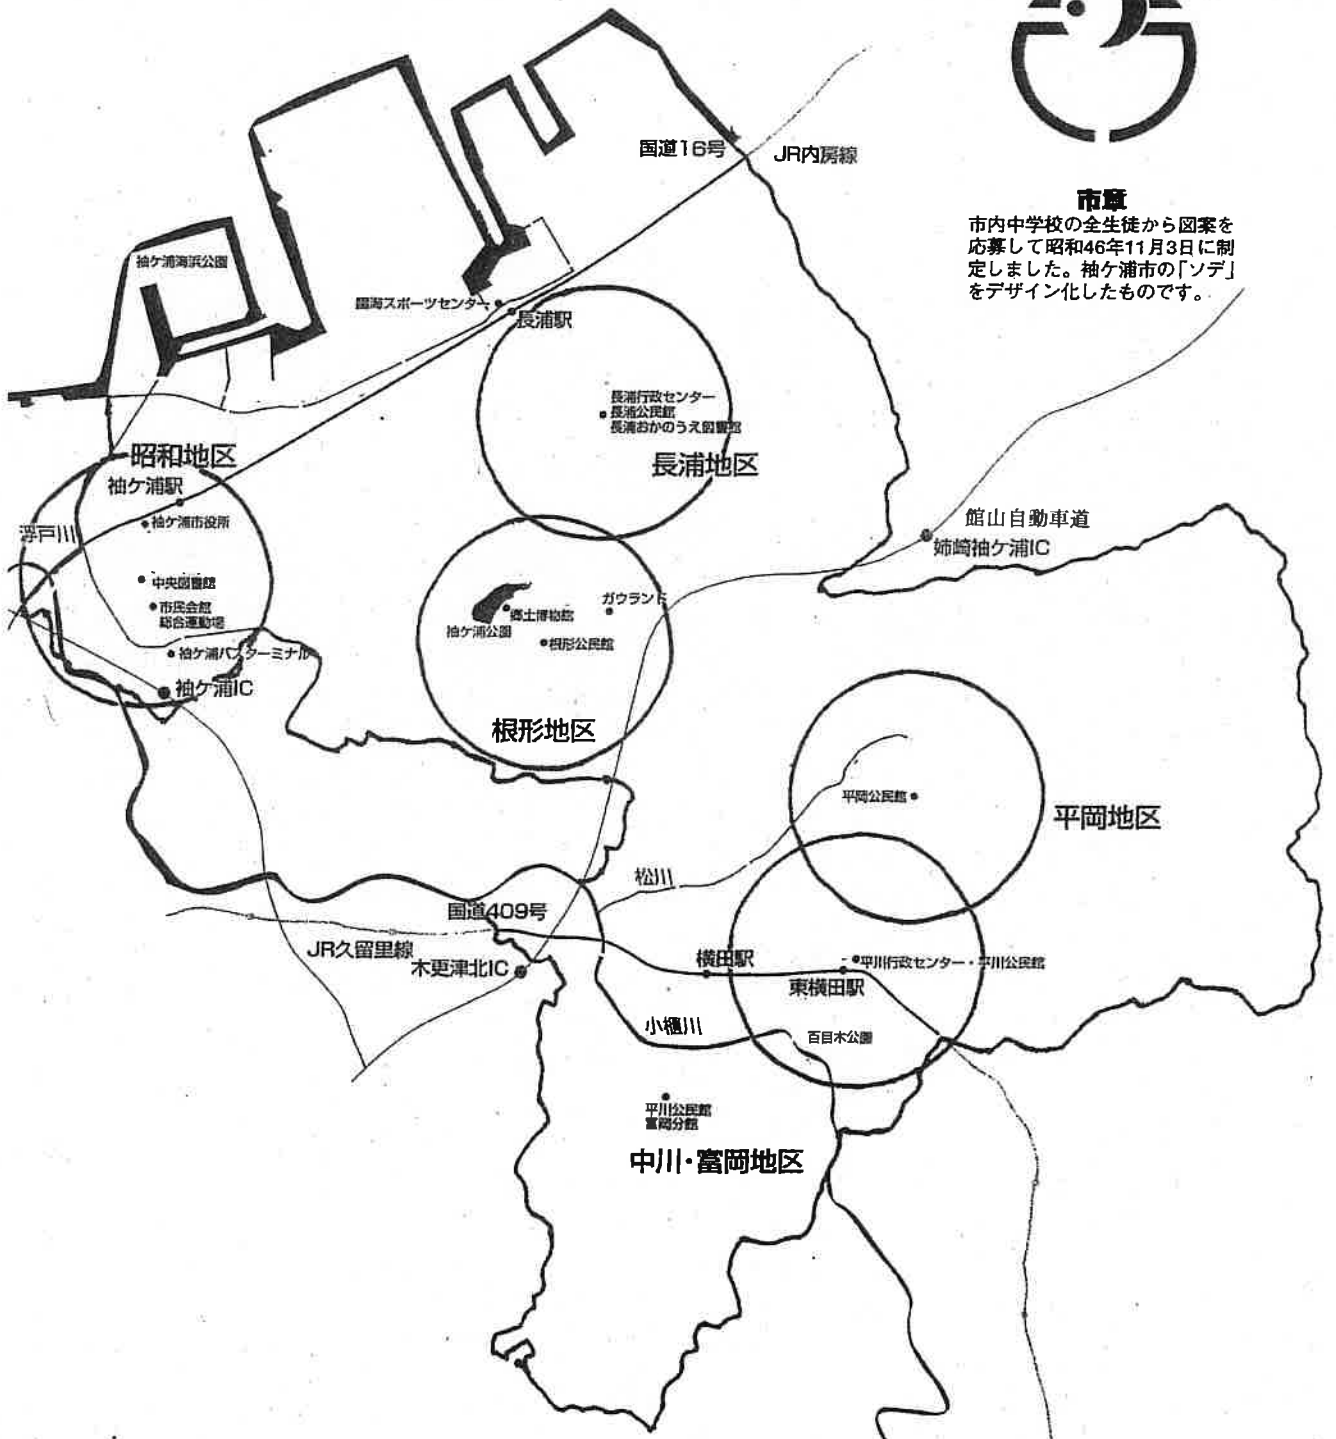 国道16号
JR内房線
市章
市内中学校の全生徒から図案を
応募して昭和46年11月3日に制
定しました。袖ケ浦市の「ソデ」
をデザイン化したものです。
袖ケ浦海浜公園
臨海スポーツセンター
長浦駅
長浦行政センター
長浦公民館
長浦おかのうえ図書館
長浦地区
昭和地区
袖ケ浦駅
袖ケ浦市役所
浮戸川
中央図書館
市民会館
総合運動場
袖ケ浦バスターミナル
袖ケ浦IC
館山自動車道
姉崎袖ケ浦IC
ガウランド
郷土博物館
袖ケ浦公園
根形公民館
根形地区
平岡公民館
平岡地区
松川
国道409号
JR久留里線
木更津北IC
横田駅
平川行政センター・平川公民館
東横田駅
小櫃川
百目木公園
平川公民館
富岡分館
中川・富岡地区